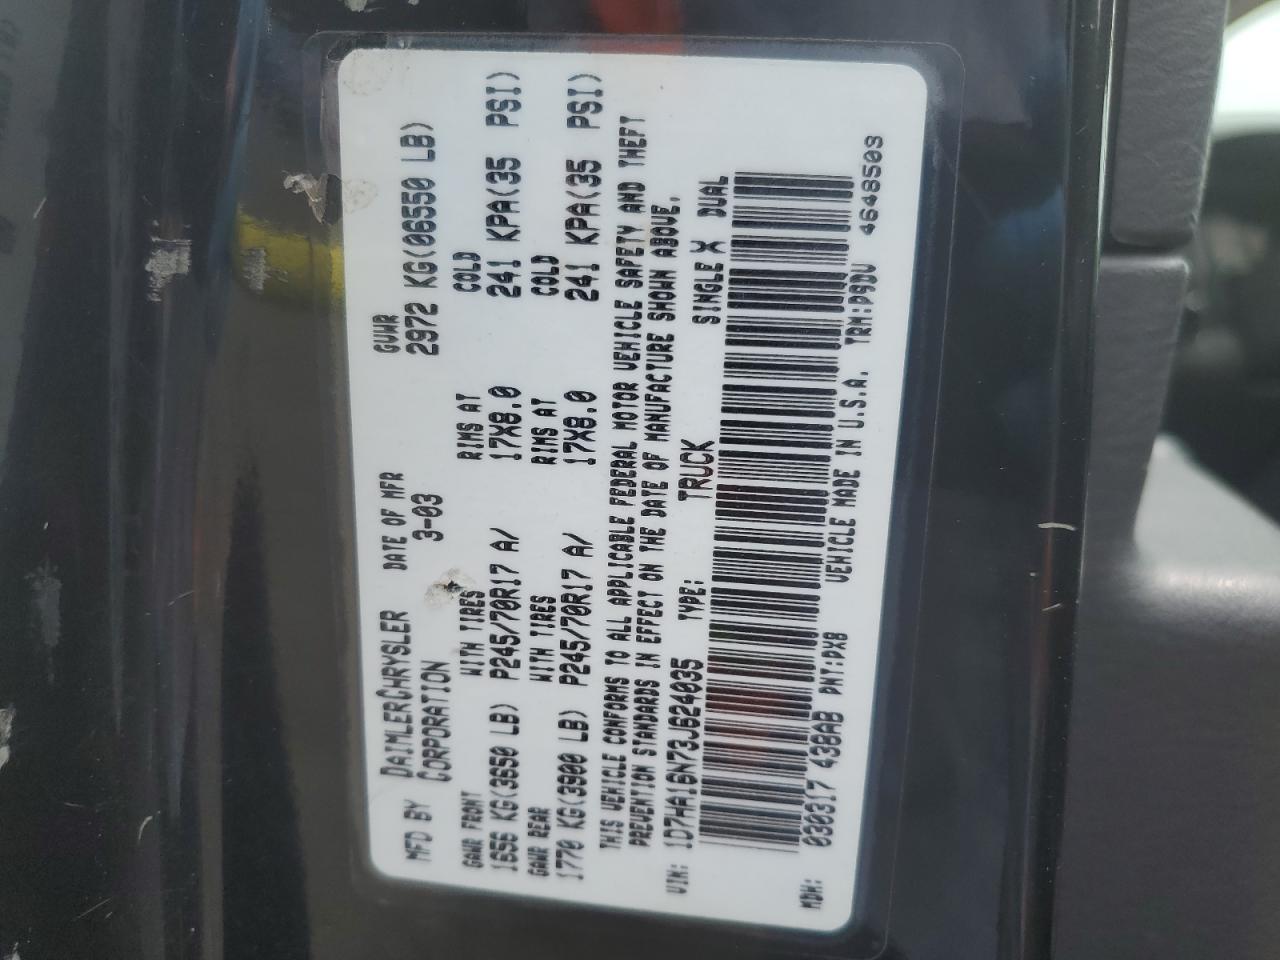 MFD BY DAIMLERCHRYSLER CORPORATION
DATE OF MFR 3-03
GVWR 2972 KG(06550 LB)
GAWR FRONT WITH TIRES RIMS AT COLD
1656 KG(3650 LB) P245/70R17 A/ 17X8.0 241 KPA(35 PSI)
GAWR REAR WITH TIRES RIMS AT COLD
1770 KG(3900 LB) P245/70R17 A/ 17X8.0 241 KPA(35 PSI)
THIS VEHICLE CONFORMS TO ALL APPLICABLE FEDERAL MOTOR VEHICLE SAFETY AND THEFT
PREVENTION STANDARDS IN EFFECT ON THE DATE OF MANUFACTURE SHOWN ABOVE.
VIN: 1D7HA16N73J624035 TYPE: TRUCK SINGLE X DUAL
MDH: 030317 438AB PNT:PX8 VEHICLE MADE IN U.S.A. TRM:D5DV 4648503